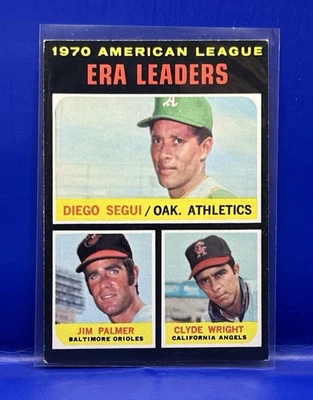 1970 AMERICAN LEAGUE
ERA LEADERS
A
DIEGO SEGUI / OAK. ATHLETICS
JIM PALMER
BALTIMORE ORIOLES
CLYDE WRIGHT
CALIFORNIA ANGELS